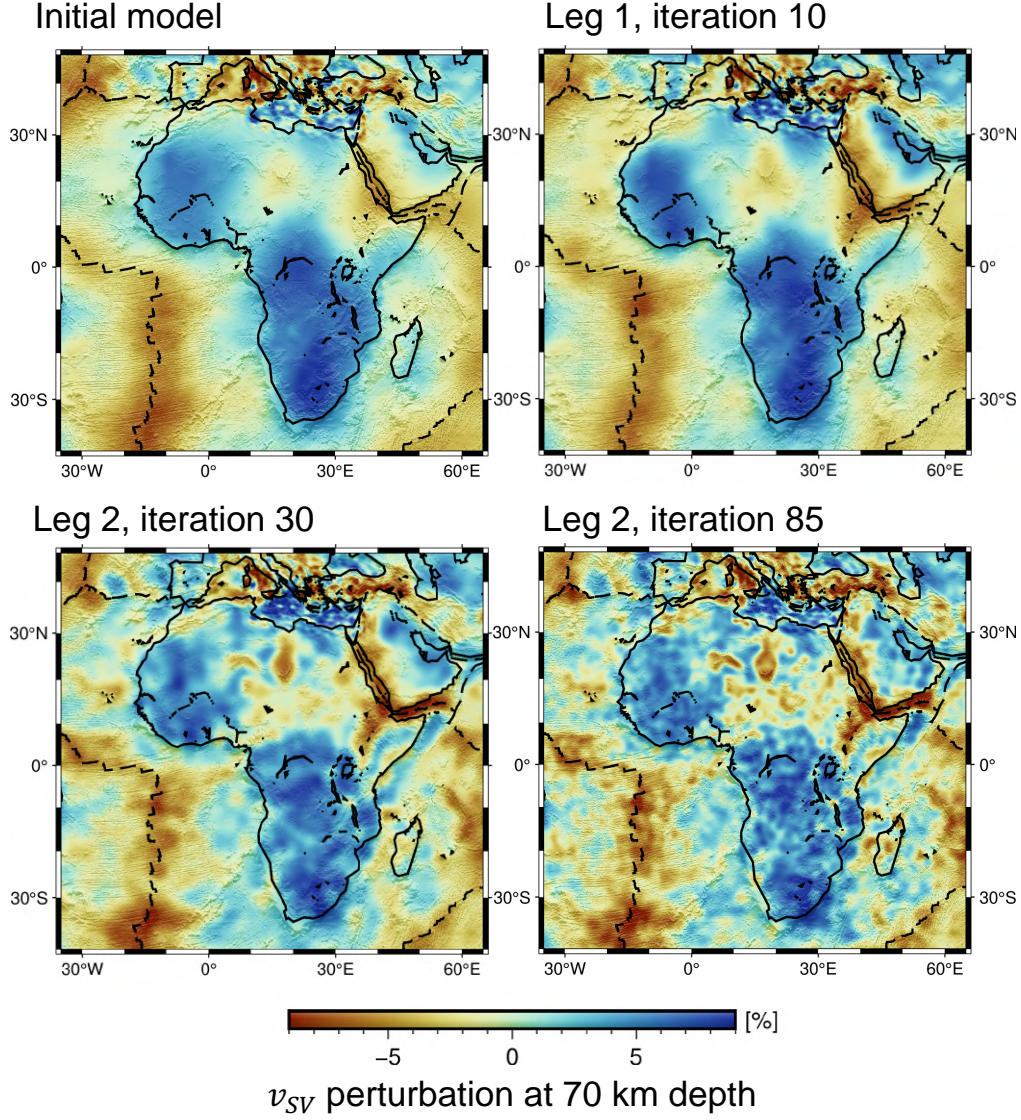 Initial model
Leg 1, iteration 10
30°N
30°N
0°
0°
30°S
30°S
30°W 0° 30°E 60°E
30°W 0° 30°E 60°E
Leg 2, iteration 30
Leg 2, iteration 85
30°N
30°N
0°
0°
30°S
30°S
30°W 0° 30°E 60°E
30°W 0° 30°E 60°E
[%]
−5 0 5
v_SV perturbation at 70 km depth